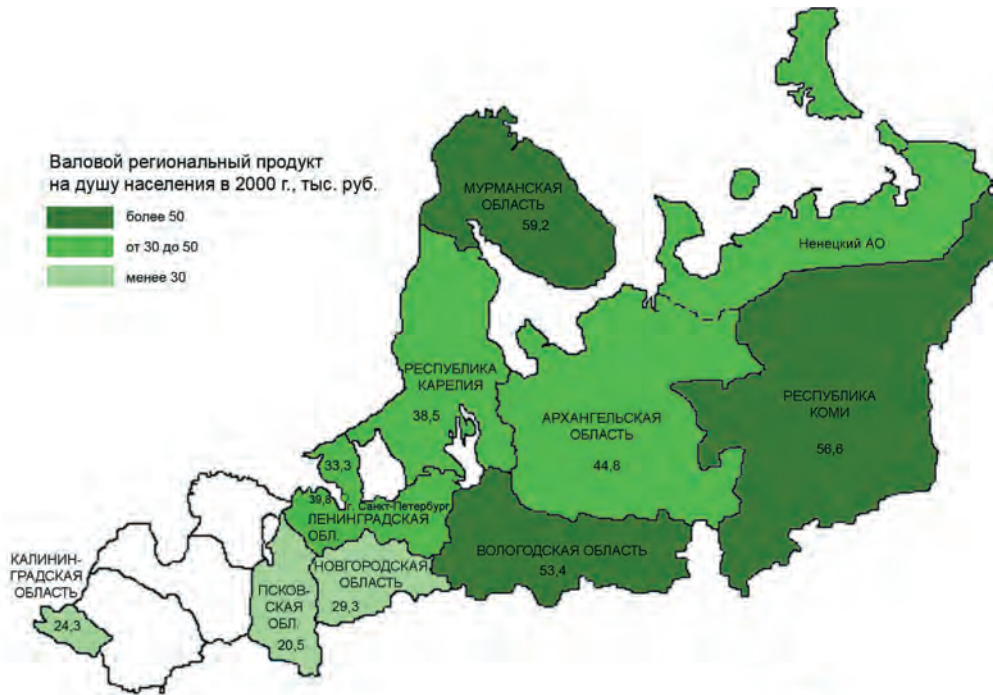 Валовой региональный продукт
на душу населения в 2000 г., тыс. руб.
более 50
от 30 до 50
менее 30
МУРМАНСКАЯ
ОБЛАСТЬ
59,2
Ненецкий АО
РЕСПУБЛИКА
КАРЕЛИЯ
38,5
АРХАНГЕЛЬСКАЯ
ОБЛАСТЬ
44,8
РЕСПУБЛИКА
КОМИ
56,6
33,3
39,8
г. Санкт-Петербург
ЛЕНИНГРАДСКАЯ
ОБЛ.
ВОЛОГОДСКАЯ ОБЛАСТЬ
53,4
НОВГОРОДСКАЯ
ОБЛАСТЬ
29,3
ПСКОВ-
СКАЯ
ОБЛ.
20,5
КАЛИНИН-
ГРАДСКАЯ
ОБЛАСТЬ
24,3